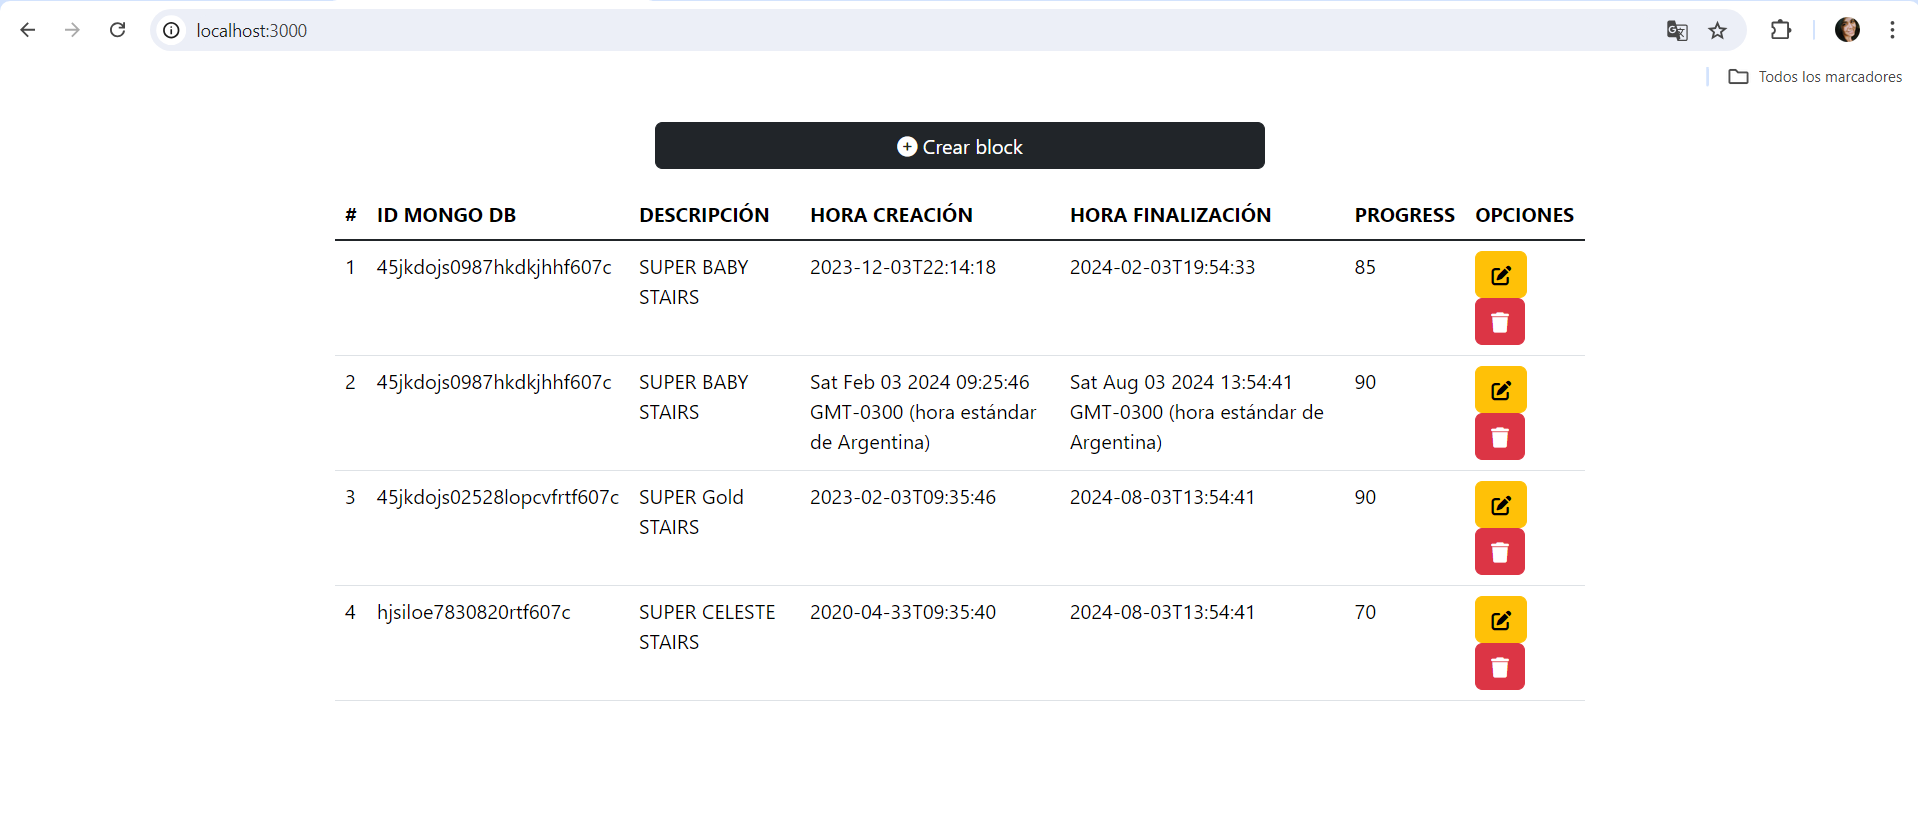 localhost:3000
Todos los marcadores
Crear block
# ID MONGO DB DESCRIPCIÓN HORA CREACIÓN HORA FINALIZACIÓN PROGRESS OPCIONES
1 45jkdojs0987hkdkjhhf607c SUPER BABY 2023-12-03T22:14:18 2024-02-03T19:54:33 85
STAIRS
2 45jkdojs0987hkdkjhhf607c SUPER BABY Sat Feb 03 2024 09:25:46 Sat Aug 03 2024 13:54:41 90
STAIRS GMT-0300 (hora estándar GMT-0300 (hora estándar de
de Argentina) Argentina)
3 45jkdojs02528lopcvfrtf607c SUPER Gold 2023-02-03T09:35:46 2024-08-03T13:54:41 90
STAIRS
4 hjsiloe7830820rtf607c SUPER CELESTE 2020-04-33T09:35:40 2024-08-03T13:54:41 70
STAIRS